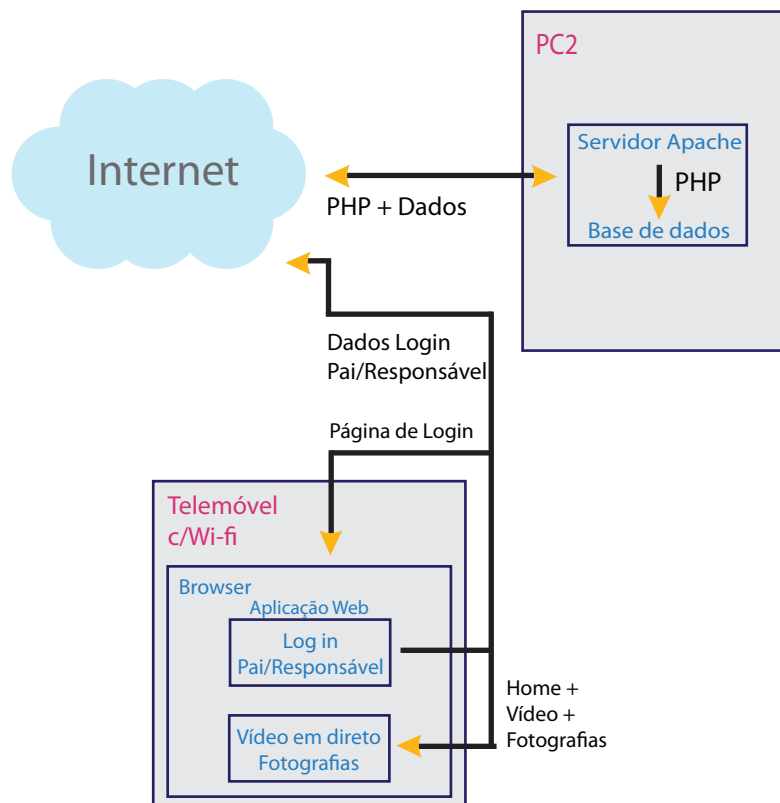 PC2
Internet
Servidor Apache
PHP
Base de dados
PHP + Dados
Dados Login
Pai/Responsável
Página de Login
Telemóvel
c/Wi-fi
Browser
Aplicação Web
Log in
Pai/Responsável
Home +
Vídeo +
Fotografias
Vídeo em direto
Fotografias